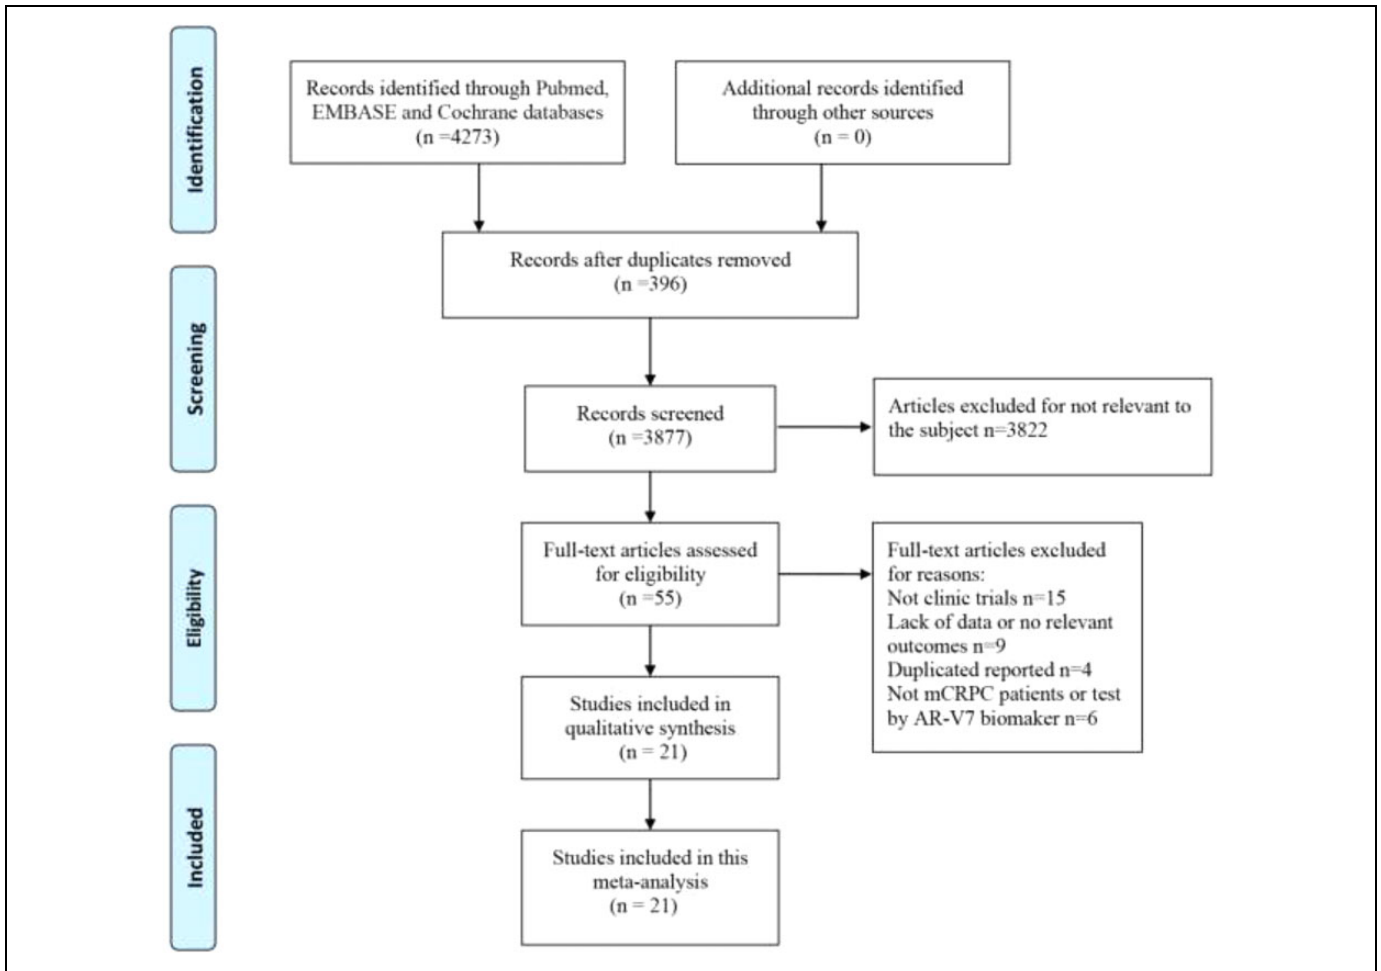 Identification
Records identified through Pubmed,
EMBASE and Cochrane databases
(n =4273)
Additional records identified
through other sources
(n = 0)
Records after duplicates removed
(n =396)
Screening
Records screened
(n =3877)
Articles excluded for not relevant to
the subject n=3822
Eligibility
Full-text articles assessed
for eligibility
(n =55)
Full-text articles excluded
for reasons:
Not clinic trials n=15
Lack of data or no relevant
outcomes n=9
Duplicated reported n=4
Not mCRPC patients or test
by AR-V7 biomaker n=6
Studies included in
qualitative synthesis
(n = 21)
Included
Studies included in this
meta-analysis
(n = 21)